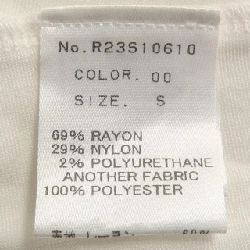 No.R23S10610
COLOR. 00
SIZE. S
69% RAYON
29% NYLON
2% POLYURETHANE
ANOTHER FABRIC
100% POLYESTER